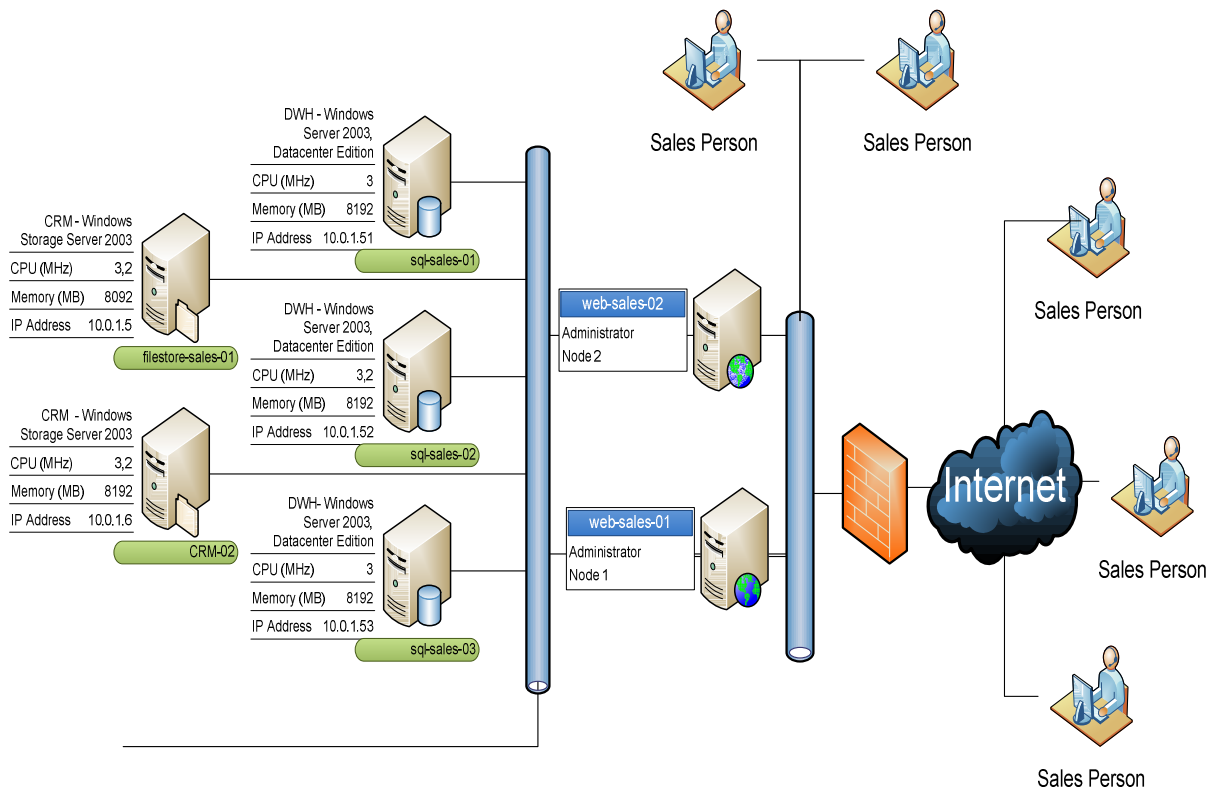 Sales Person
Sales Person
DWH - Windows
Server 2003,
Datacenter Edition
CPU (MHz) 3
Memory (MB) 8192
IP Address 10.0.1.51
sql-sales-01
CRM - Windows
Storage Server 2003
CPU (MHz) 3,2
Memory (MB) 8092
IP Address 10.0.1.5
filestore-sales-01
DWH - Windows
Server 2003,
Datacenter Edition
CPU (MHz) 3,2
Memory (MB) 8192
IP Address 10.0.1.52
sql-sales-02
CRM - Windows
Storage Server 2003
CPU (MHz) 3,2
Memory (MB) 8192
IP Address 10.0.1.6
CRM-02
DWH- Windows
Server 2003,
Datacenter Edition
CPU (MHz) 3
Memory (MB) 8192
IP Address 10.0.1.53
sql-sales-03
web-sales-02
Administrator
Node 2
web-sales-01
Administrator
Node 1
Internet
Sales Person
Sales Person
Sales Person